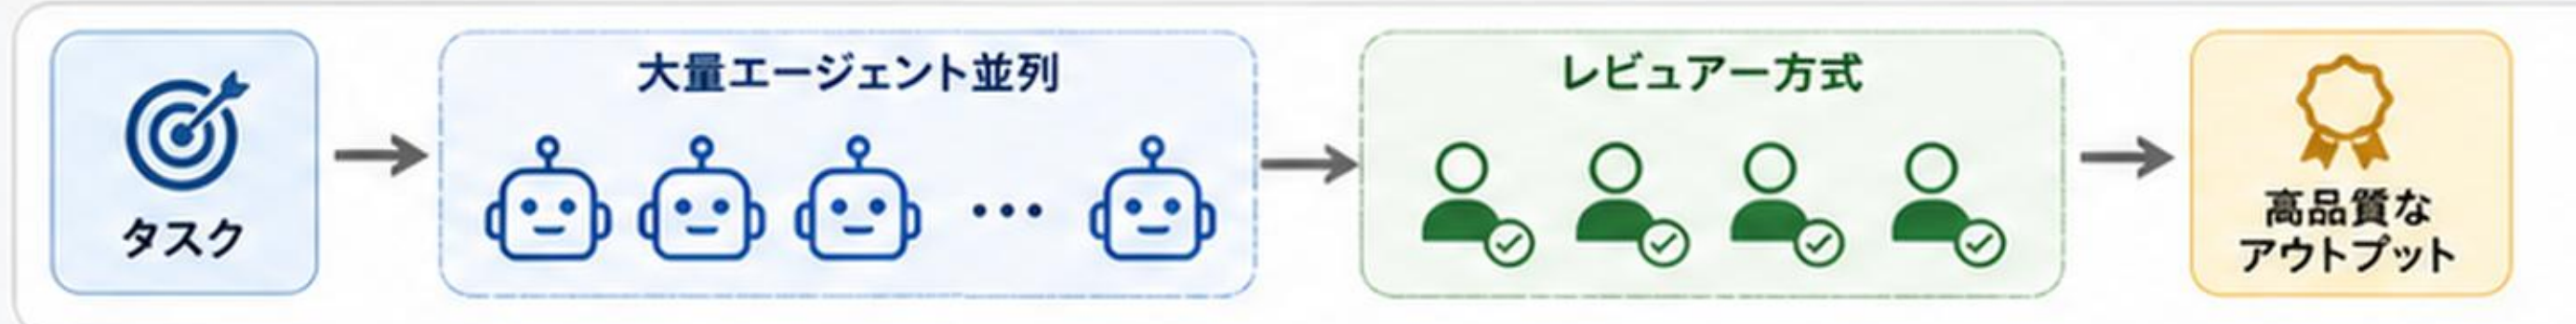 タスク
大量エージェント並列
レビュアー方式
高品質な
アウトプット